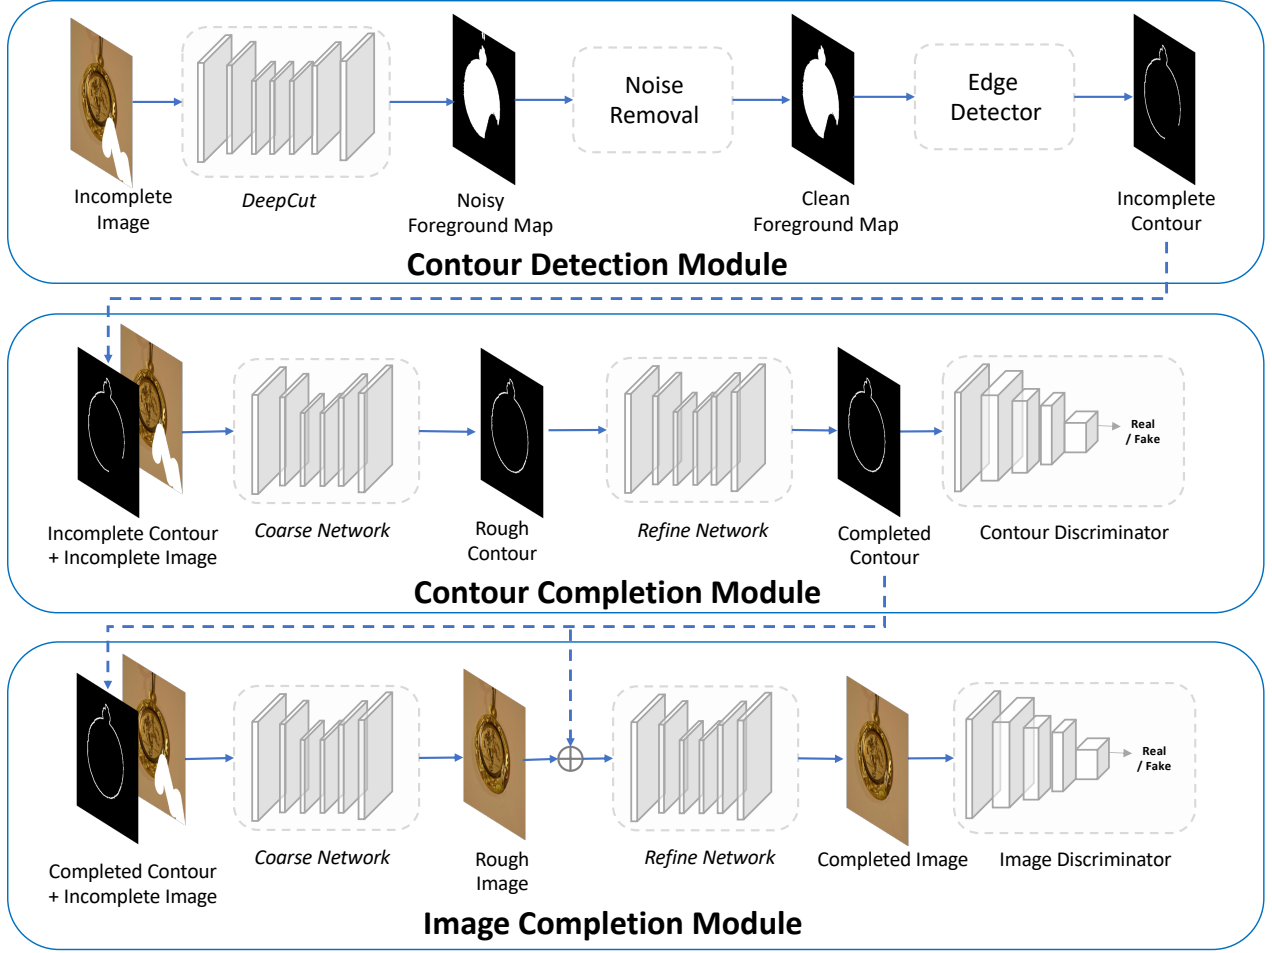 Noise
Removal
Edge
Detector
Incomplete
Image
DeepCut
Noisy
Foreground Map
Clean
Foreground Map
Incomplete
Contour
Contour Detection Module
Real
/ Fake
Incomplete Contour
+ Incomplete Image
Coarse Network
Rough
Contour
Refine Network
Completed
Contour
Contour Discriminator
Contour Completion Module
Real
/ Fake
Completed Contour
+ Incomplete Image
Coarse Network
Rough
Image
Refine Network
Completed Image
Image Discriminator
Image Completion Module